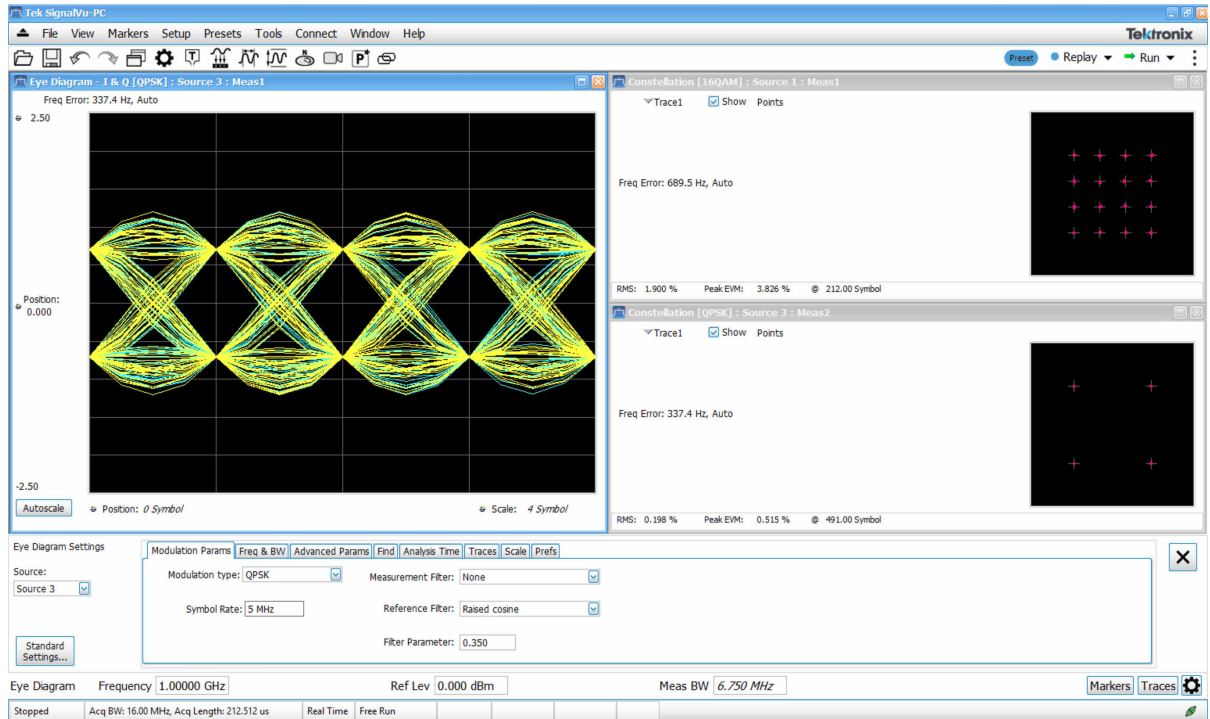 Tek SignalVu-PC
File View Markers Setup Presets Tools Connect Window Help
Tektronix
Preset Replay Run
Eye Diagram - I & Q [QPSK] : Source 3 : Meas1
Freq Error: 337.4 Hz, Auto
2.50
Position:
0.000
-2.50
Autoscale
Position: 0 Symbol
Scale: 4 Symbol
Constellation [16QAM] : Source 1 : Meas1
Trace1 Show Points
Freq Error: 689.5 Hz, Auto
RMS: 1.900 % Peak EVM: 3.826 % @ 212.00 Symbol
Constellation [QPSK] : Source 3 : Meas2
Trace1 Show Points
Freq Error: 337.4 Hz, Auto
RMS: 0.198 % Peak EVM: 0.515 % @ 491.00 Symbol
Eye Diagram Settings
Source:
Source 3
Standard
Settings...
Modulation Params Freq & BW Advanced Params Find Analysis Time Traces Scale Prefs
Modulation type: QPSK Measurement Filter: None
Symbol Rate: 5 MHz Reference Filter: Raised cosine
Filter Parameter: 0.350
Eye Diagram Frequency 1.00000 GHz Ref Lev 0.000 dBm Meas BW 6.750 MHz Markers Traces
Stopped Acq BW: 16.00 MHz, Acq Length: 212.512 us Real Time Free Run